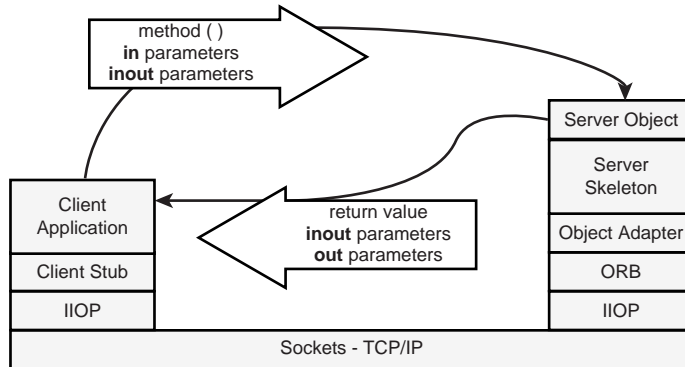 method ( )
in parameters
inout parameters
Server Object
Server
Skeleton
Object Adapter
ORB
IIOP
Client
Application
Client Stub
IIOP
return value
inout parameters
out parameters
Sockets - TCP/IP